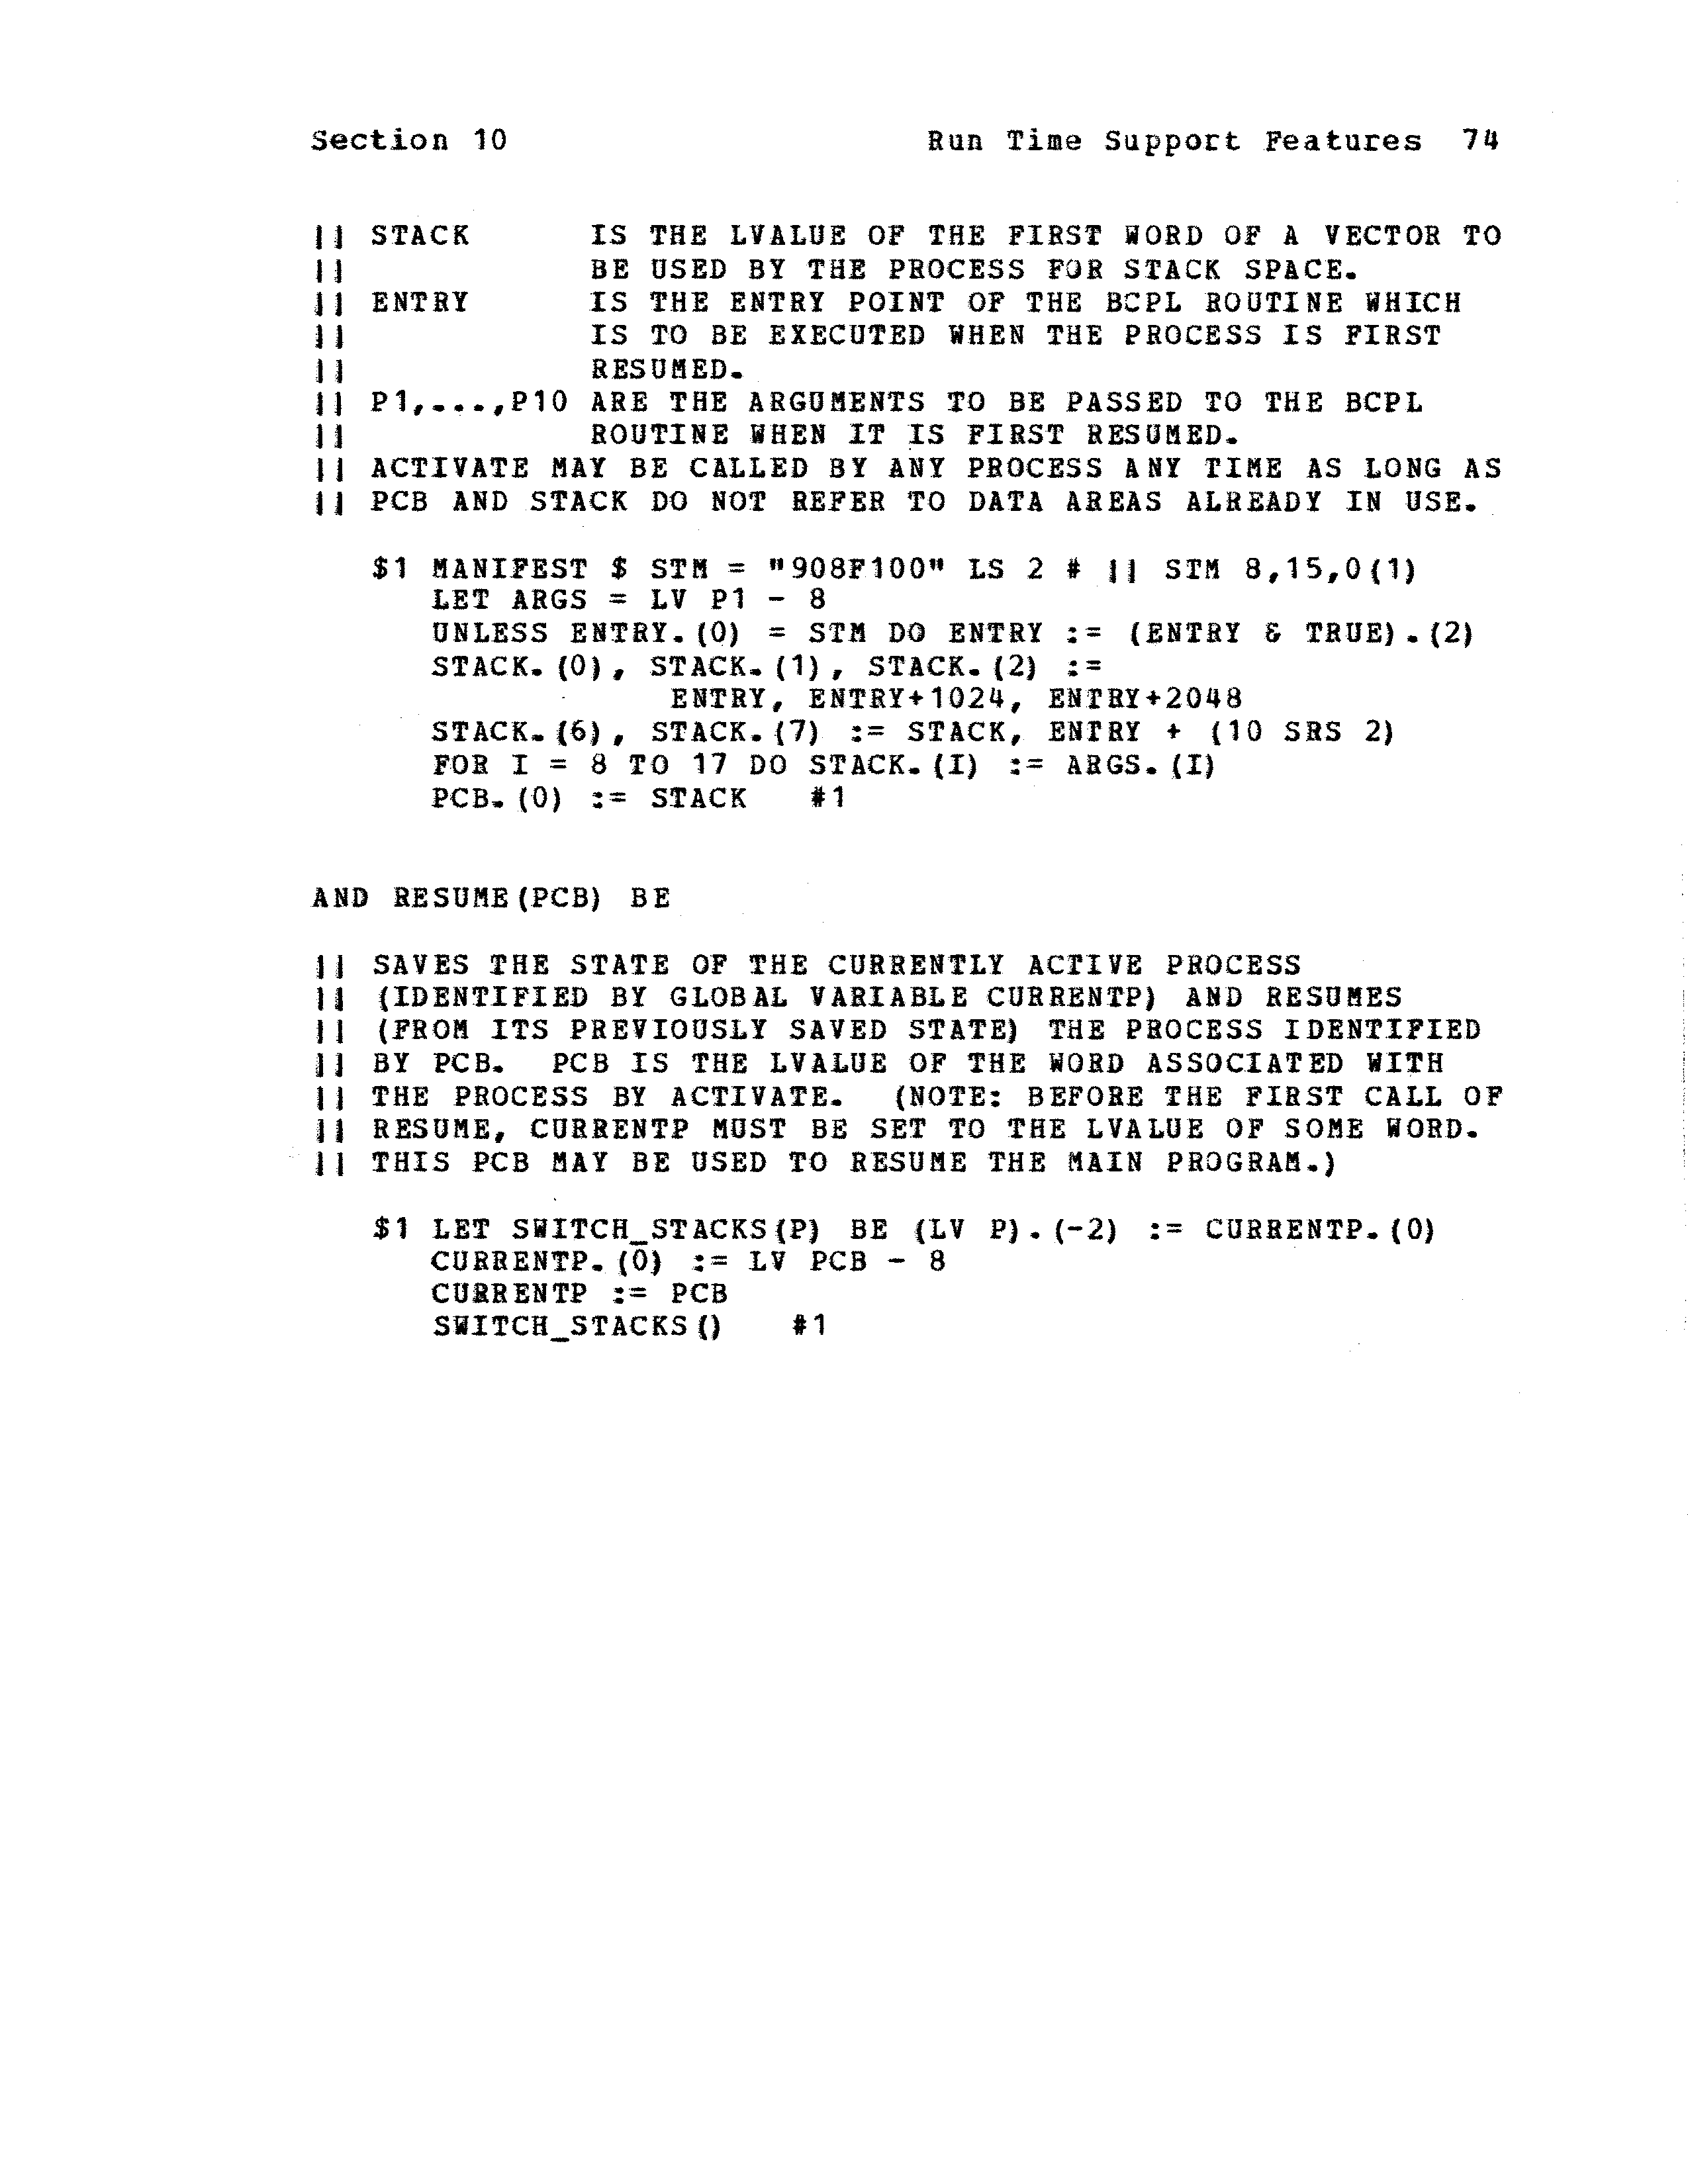 Section 10 Run Time Support Features 74
|| STACK IS THE LVALUE OF THE FIRST WORD OF A VECTOR TO
|| BE USED BY THE PROCESS FOR STACK SPACE.
|| ENTRY IS THE ENTRY POINT OF THE BCPL ROUTINE WHICH
|| IS TO BE EXECUTED WHEN THE PROCESS IS FIRST
|| RESUMED.
|| P1,...,P10 ARE THE ARGUMENTS TO BE PASSED TO THE BCPL
|| ROUTINE WHEN IT IS FIRST RESUMED.
|| ACTIVATE MAY BE CALLED BY ANY PROCESS ANY TIME AS LONG AS
|| PCB AND STACK DO NOT REFER TO DATA AREAS ALREADY IN USE.
$1 MANIFEST $ STM = "908F100" LS 2 # || STM 8,15,0(1)
LET ARGS = LV P1 - 8
UNLESS ENTRY.(0) = STM DO ENTRY := (ENTRY & TRUE).(2)
STACK.(0), STACK.(1), STACK.(2) :=
ENTRY, ENTRY+1024, ENTRY+2048
STACK.(6), STACK.(7) := STACK, ENTRY + (10 SRS 2)
FOR I = 8 TO 17 DO STACK.(I) := ARGS.(I)
PCB.(0) := STACK #1
AND RESUME(PCB) BE
|| SAVES THE STATE OF THE CURRENTLY ACTIVE PROCESS
|| (IDENTIFIED BY GLOBAL VARIABLE CURRENTP) AND RESUMES
|| (FROM ITS PREVIOUSLY SAVED STATE) THE PROCESS IDENTIFIED
|| BY PCB. PCB IS THE LVALUE OF THE WORD ASSOCIATED WITH
|| THE PROCESS BY ACTIVATE. (NOTE: BEFORE THE FIRST CALL OF
|| RESUME, CURRENTP MUST BE SET TO THE LVALUE OF SOME WORD.
|| THIS PCB MAY BE USED TO RESUME THE MAIN PROGRAM.)
$1 LET SWITCH_STACKS(P) BE (LV P).(-2) := CURRENTP.(0)
CURRENTP.(0) := LV PCB - 8
CURRENTP := PCB
SWITCH_STACKS() #1